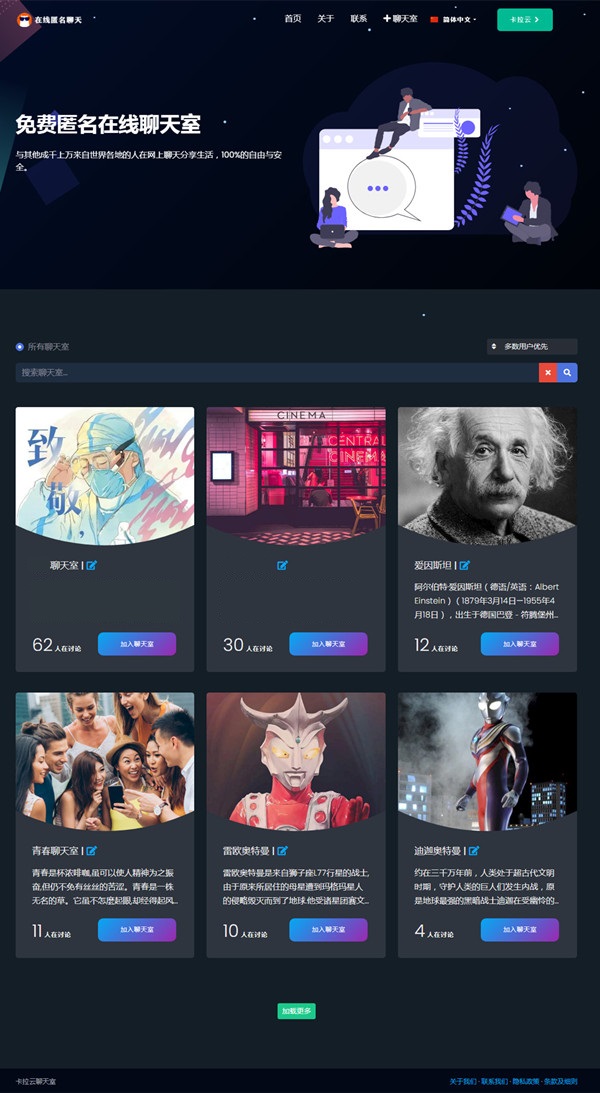 在线匿名聊天
首页 关于 联系 聊天室 简体中文 卡拉云
免费匿名在线聊天室
与其他成千上万来自世界各地的人在网上聊天分享生活，100%的自由与安
全。
所有聊天室 多数用户优先
搜索聊天室...
致
敬,
CINEMA
CENTRAL
CINEMA
聊天室 |
爱因斯坦 |
阿尔伯特·爱因斯坦（德语/英语：Albert
Einstein）（1879年3月14日—1955年4
月18日），出生于德国巴登－符腾堡州...
62 人在讨论 加入聊天室
30 人在讨论 加入聊天室
12 人在讨论 加入聊天室
青春聊天室 |
青春是杯浓啡咖,虽可以使人精神为之振
奋,但仍不免有丝丝的苦涩。青春是一株
无名的草。它虽不怎麽起眼,却经得起风...
11 人在讨论 加入聊天室
雷欧奥特曼 |
雷欧奥特曼是来自狮子座L77行星的战士,
由于原来所居住的母星遭到玛格玛星人
的侵略毁灭而到了地球.他受诸星团赛文...
10 人在讨论 加入聊天室
迪迦奥特曼 |
约在三千万年前，人类处于超古代文明
时期，守护人类的巨人们发生内战，原
是地球最强的黑暗战士迪迦在受幽怜的...
4 人在讨论 加入聊天室
加载更多
卡拉云聊天室
关于我们 · 联系我们 · 隐私政策 · 条款及细则